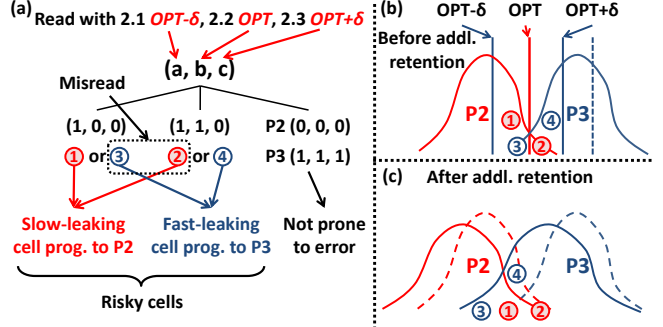 (a)
Read with 2.1 OPT-δ, 2.2 OPT, 2.3 OPT+δ
(a, b, c)
Misread
(1, 0, 0) (1, 1, 0) P2 (0, 0, 0)
1 or 3 2 or 4 P3 (1, 1, 1)
Slow-leaking
cell prog. to P2
Fast-leaking
cell prog. to P3
Not prone
to error
Risky cells
(b)
OPT-δ OPT OPT+δ
Before addl.
retention
P2 1 4 P3
3 2
(c)
After addl. retention
P2 4 P3
3 1 2